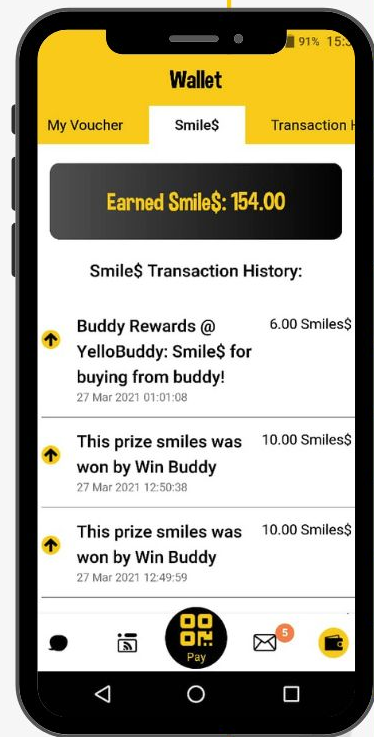 91% 15:
Wallet
My Voucher Smile$ Transaction H
Earned Smile$: 154.00
Smile$ Transaction History:
Buddy Rewards @ 6.00 Smiles$
YelloBuddy: Smile$ for
buying from buddy!
27 Mar 2021 01:01:08
This prize smiles was 10.00 Smiles$
won by Win Buddy
27 Mar 2021 12:50:38
This prize smiles was 10.00 Smiles$
won by Win Buddy
27 Mar 2021 12:49:59
5
Pay